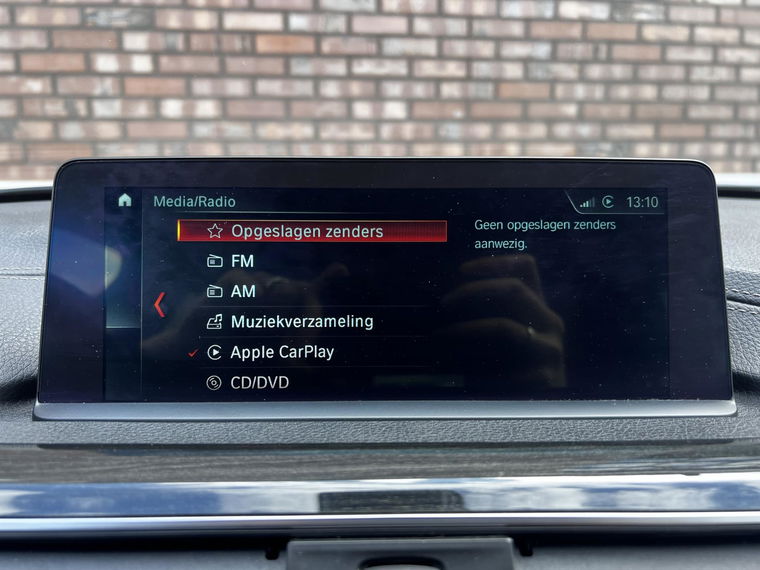 Media/Radio
13:10
Opgeslagen zenders
FM
AM
Muziekverzameling
Apple CarPlay
CD/DVD
Geen opgeslagen zenders
aanwezig.